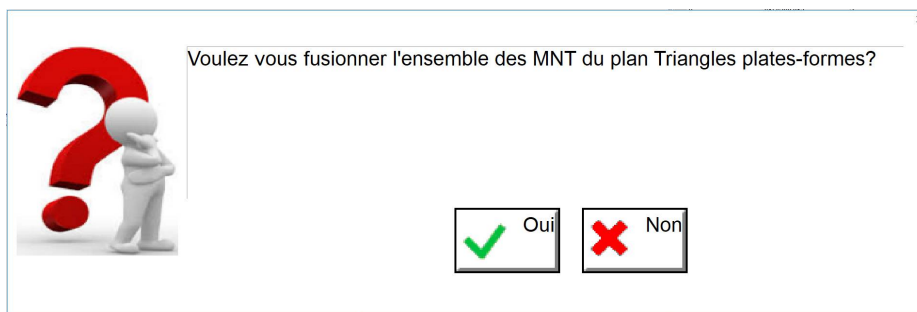 Voulez vous fusionner l'ensemble des MNT du plan Triangles plates-formes?
Oui
Non